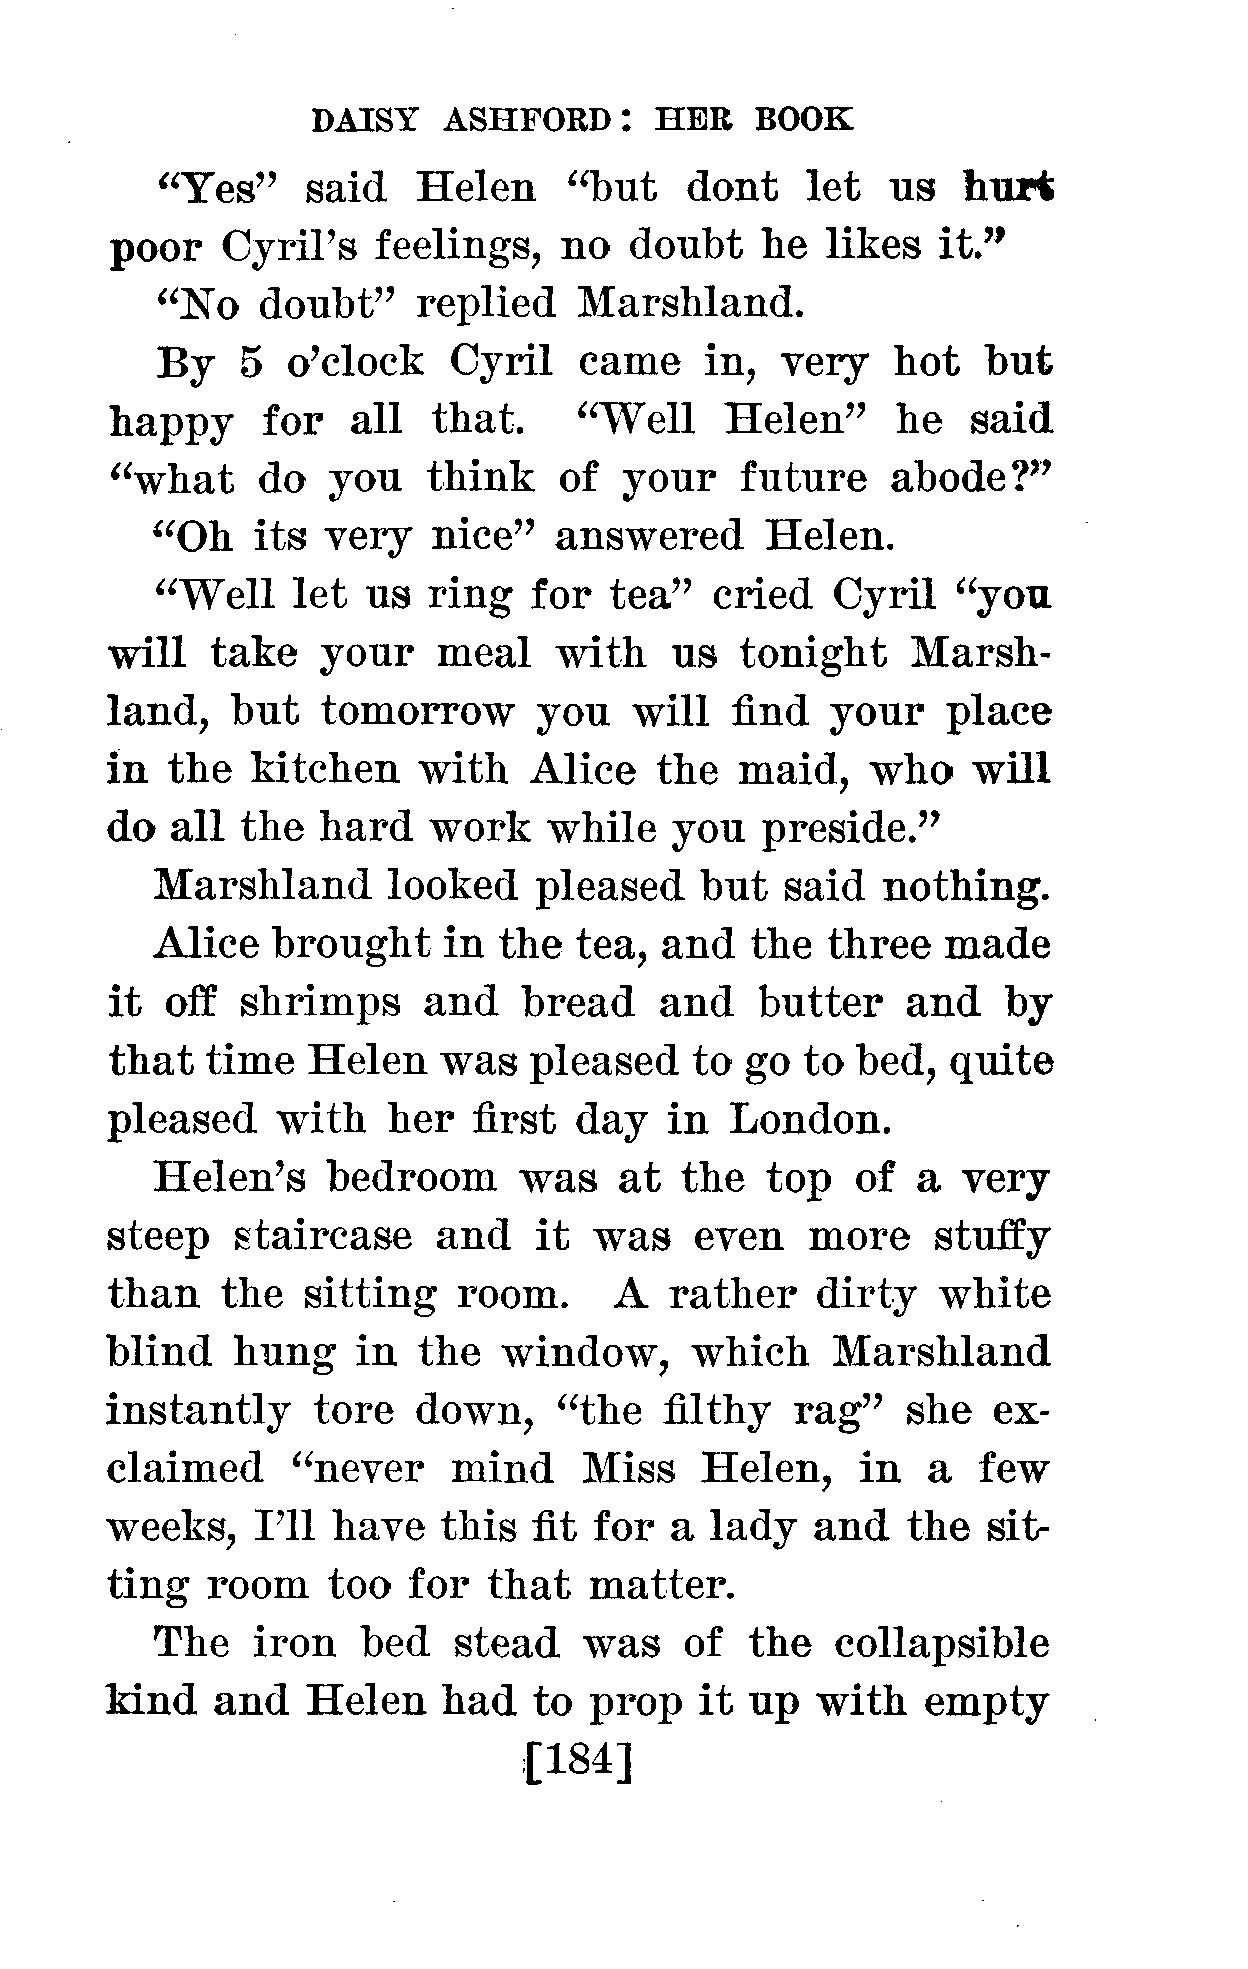 DAISY ASHFORD: HER BOOK
“Yes” said Helen “but dont let us hurt
poor Cyril’s feelings, no doubt he likes it.”
“No doubt” replied Marshland.
By 5 o’clock Cyril came in, very hot but
happy for all that. “Well Helen” he said
“what do you think of your future abode?”
“Oh its very nice” answered Helen.
“Well let us ring for tea” cried Cyril “you
will take your meal with us tonight Marsh-
land, but tomorrow you will find your place
in the kitchen with Alice the maid, who will
do all the hard work while you preside.”
Marshland looked pleased but said nothing.
Alice brought in the tea, and the three made
it off shrimps and bread and butter and by
that time Helen was pleased to go to bed, quite
pleased with her first day in London.
Helen’s bedroom was at the top of a very
steep staircase and it was even more stuffy
than the sitting room. A rather dirty white
blind hung in the window, which Marshland
instantly tore down, “the filthy rag” she ex-
claimed “never mind Miss Helen, in a few
weeks, I’ll have this fit for a lady and the sit-
ting room too for that matter.
The iron bed stead was of the collapsible
kind and Helen had to prop it up with empty
[184]